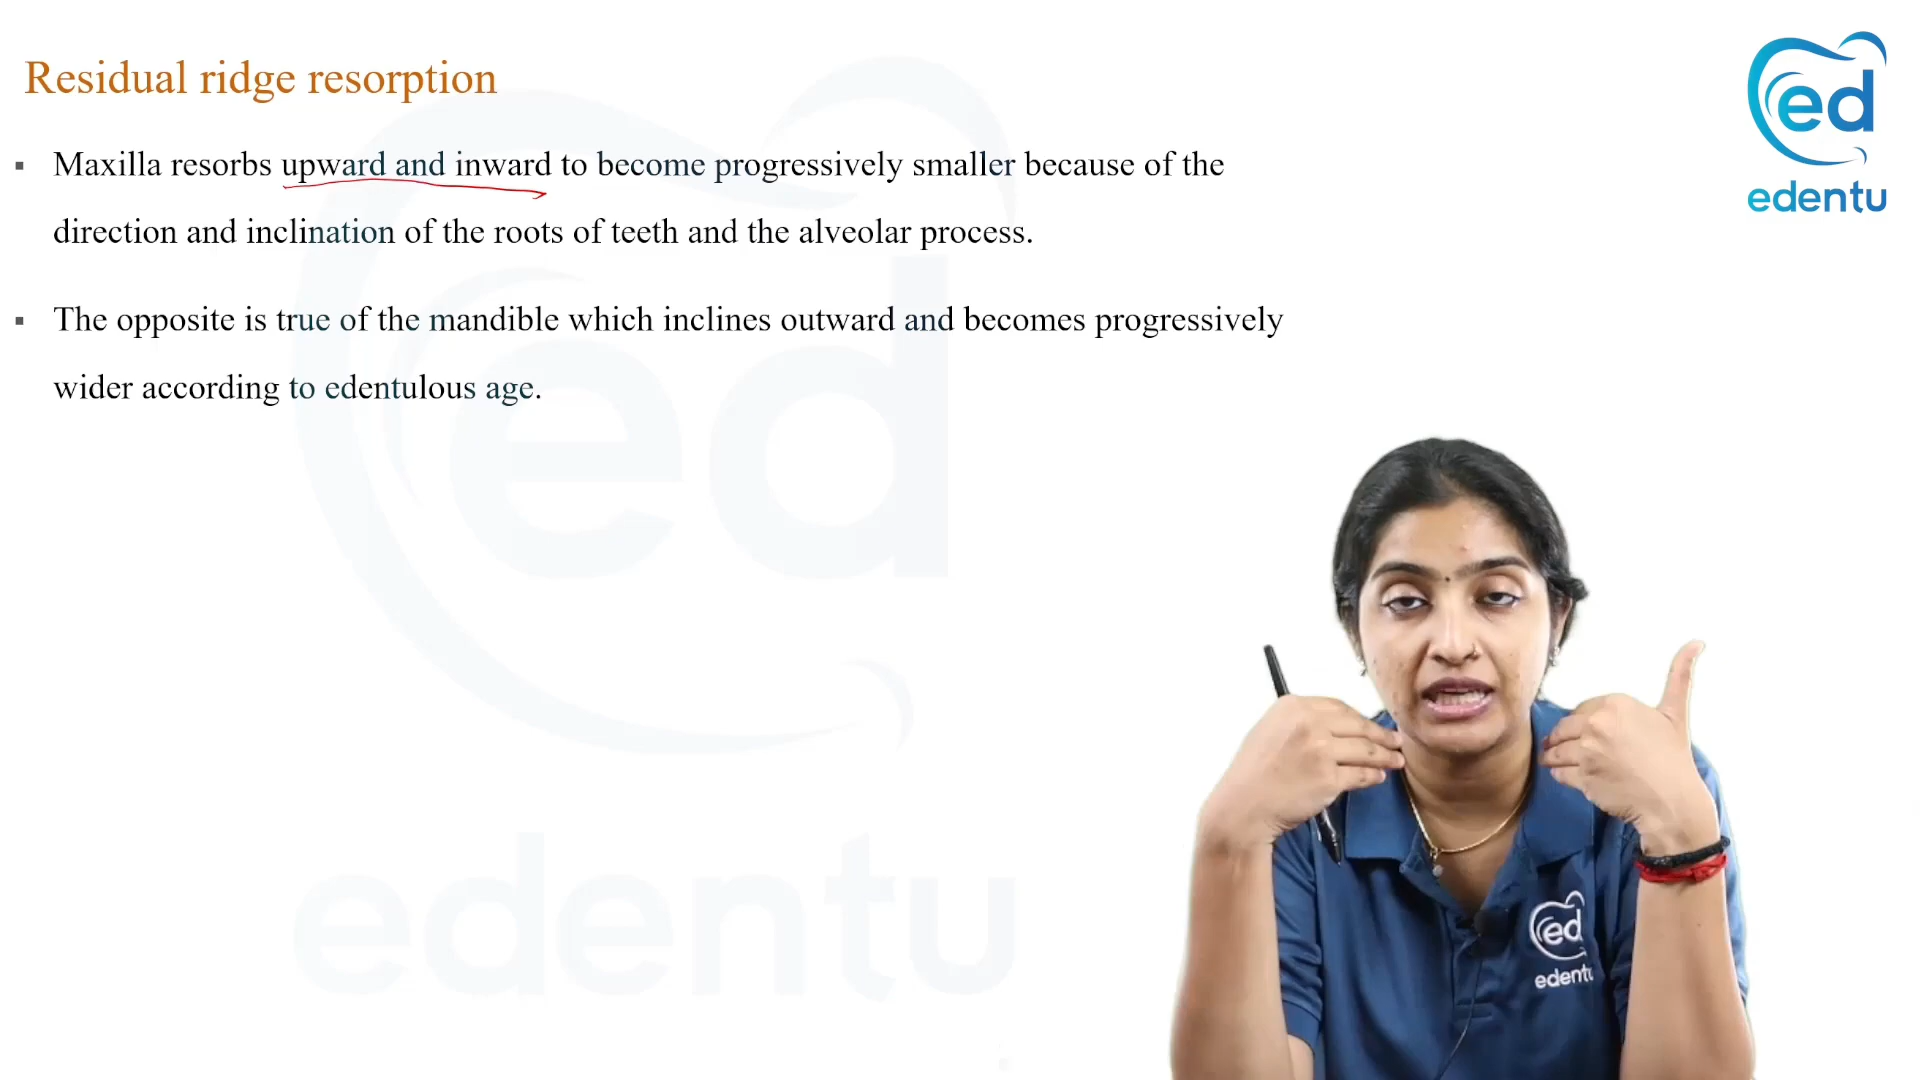 Residual ridge resorption
ed
edentu
▪ Maxilla resorbs upward and inward to become progressively smaller because of the
direction and inclination of the roots of teeth and the alveolar process.
▪ The opposite is true of the mandible which inclines outward and becomes progressively
wider according to edentulous age.
ed
edentu
ed
edentu